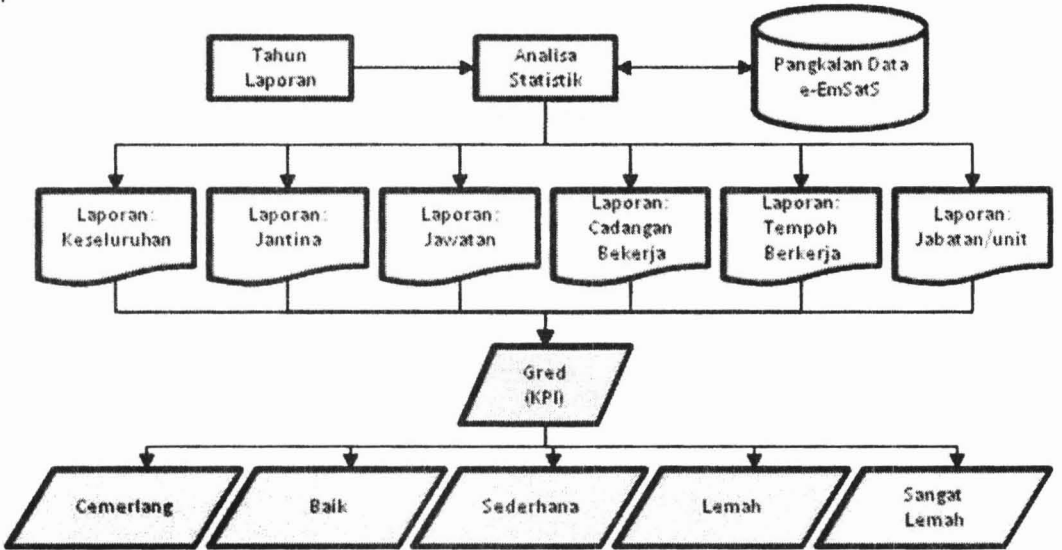 Tahun
Laporan
Analisa
Statistik
Pangkalan Data
e-EmSatS
Laporan:
Keseluruhan
Laporan:
Jantina
Laporan:
Jawatan
Laporan:
Cadangan
Bekerja
Laporan:
Tempoh
Berkerja
Laporan:
Jabatan/unit
Gred
(KPI)
Cemerlang
Baik
Sederhana
Lemah
Sangat
Lemah